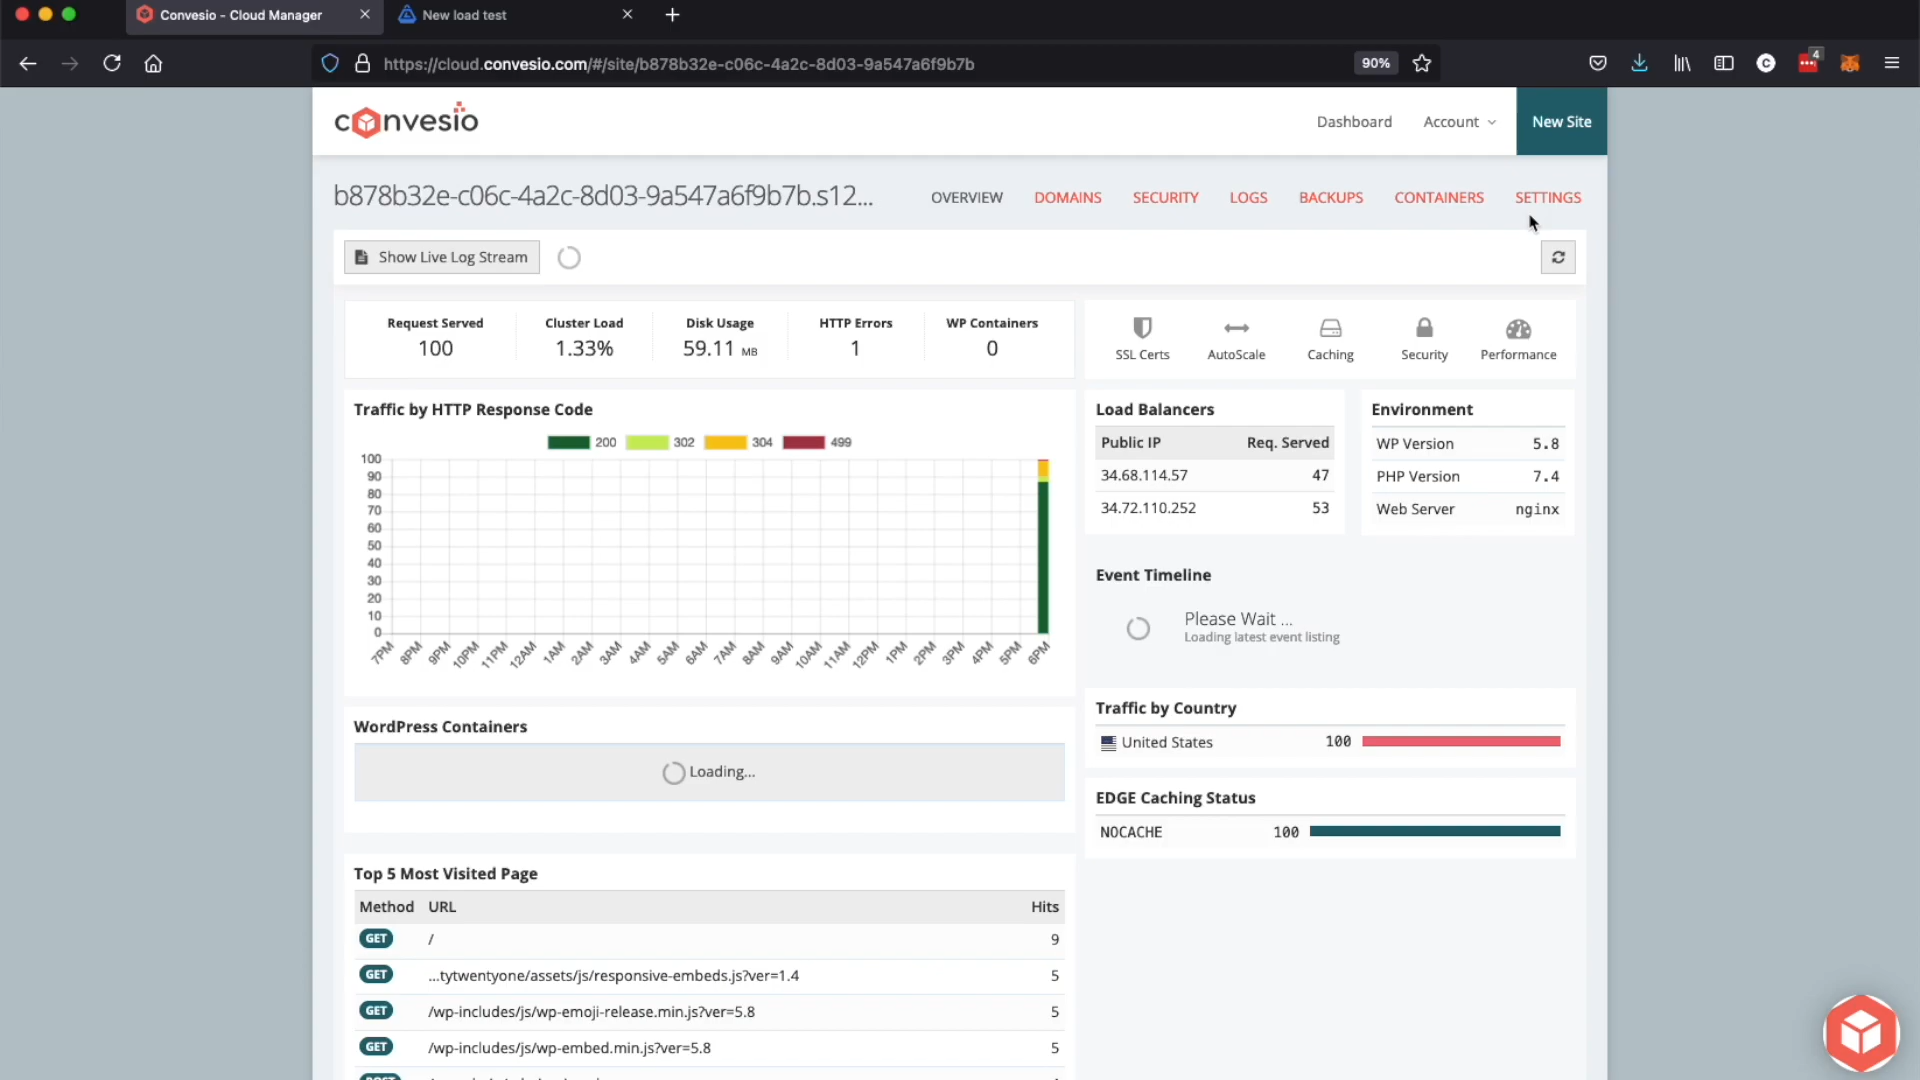 Convesio - Cloud Manager
New load test
https://cloud.convesio.com/#/site/b878b32e-c06c-4a2c-8d03-9a547a6f9b7b
90%
4
convesio
Dashboard
Account
New Site
b878b32e-c06c-4a2c-8d03-9a547a6f9b7b.s12...
OVERVIEW
DOMAINS
SECURITY
LOGS
BACKUPS
CONTAINERS
SETTINGS
Show Live Log Stream
Request Served
100
Cluster Load
1.33%
Disk Usage
59.11 MB
HTTP Errors
1
WP Containers
0
SSL Certs
AutoScale
Caching
Security
Performance
Traffic by HTTP Response Code
200 302 304 499
100
90
80
70
60
50
40
30
20
10
0
7PM 8PM 9PM 10PM 11PM 12AM 1AM 2AM 3AM 4AM 5AM 6AM 7AM 8AM 9AM 10AM 11AM 12PM 1PM 2PM 3PM 4PM 5PM 6PM
Load Balancers
Public IP Req. Served
34.68.114.57 47
34.72.110.252 53
Environment
WP Version 5.8
PHP Version 7.4
Web Server nginx
Event Timeline
Please Wait ...
Loading latest event listing
Traffic by Country
United States 100
EDGE Caching Status
NOCACHE 100
WordPress Containers
Loading...
Top 5 Most Visited Page
Method URL Hits
GET / 9
GET ...tytwentyone/assets/js/responsive-embeds.js?ver=1.4 5
GET /wp-includes/js/wp-emoji-release.min.js?ver=5.8 5
GET /wp-includes/js/wp-embed.min.js?ver=5.8 5